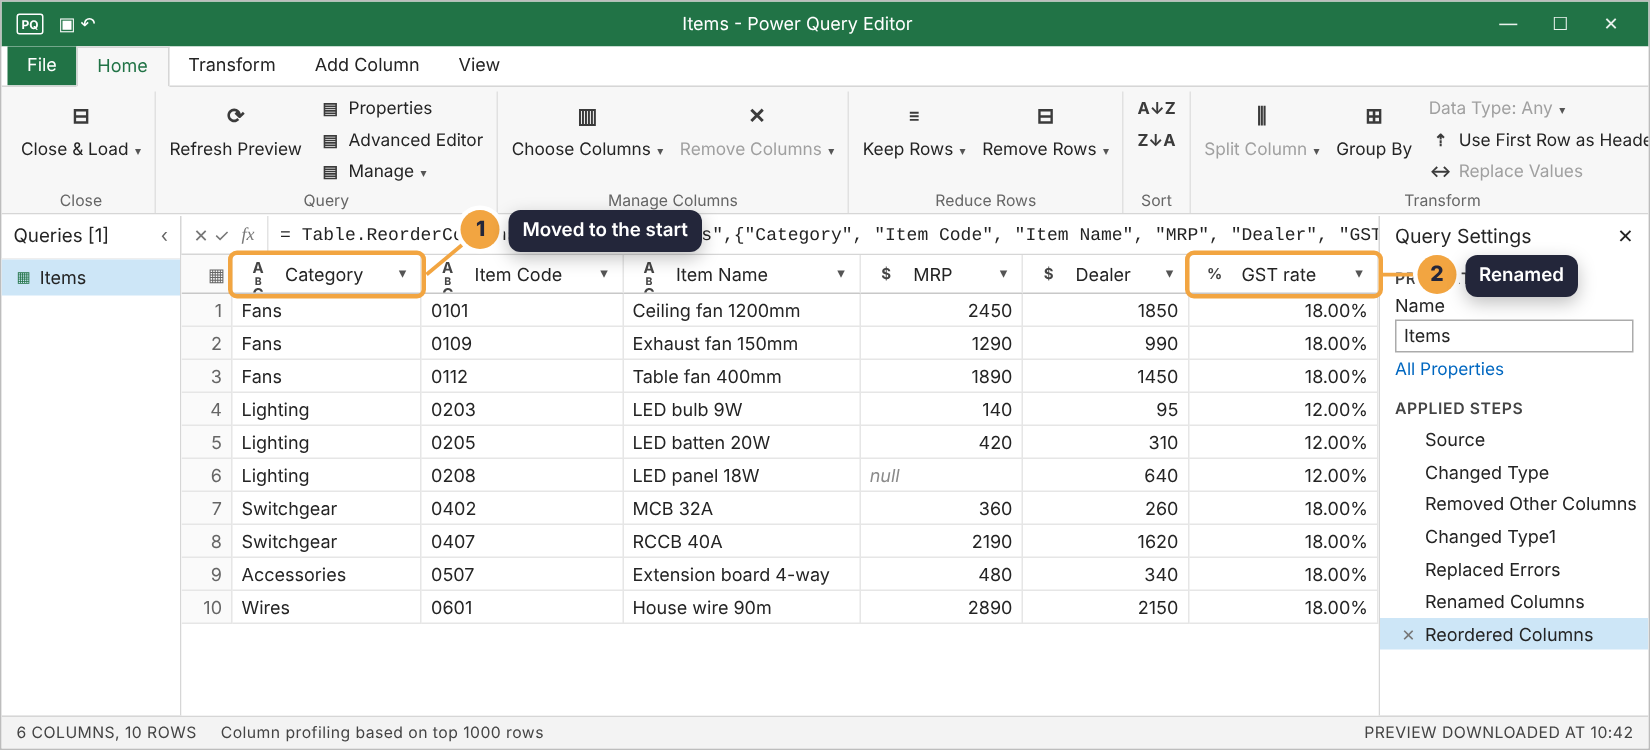 PQ
Items - Power Query Editor
File Home Transform Add Column View
Close & Load
Close
Refresh Preview
Properties
Advanced Editor
Manage
Query
Choose Columns
Remove Columns
Manage Columns
Keep Rows
Remove Rows
Reduce Rows
A↓Z
Z↓A
Sort
Split Column
Group By
Data Type: Any
Use First Row as Heade
Replace Values
Transform
Queries [1]
Items
fx = Table.ReorderCo s",{"Category", "Item Code", "Item Name", "MRP", "Dealer", "GST
1 Moved to the start
ABC Category ABC Item Code ABC Item Name $ MRP $ Dealer % GST rate
1 Fans 0101 Ceiling fan 1200mm 2450 1850 18.00%
2 Fans 0109 Exhaust fan 150mm 1290 990 18.00%
3 Fans 0112 Table fan 400mm 1890 1450 18.00%
4 Lighting 0203 LED bulb 9W 140 95 12.00%
5 Lighting 0205 LED batten 20W 420 310 12.00%
6 Lighting 0208 LED panel 18W null 640 12.00%
7 Switchgear 0402 MCB 32A 360 260 18.00%
8 Switchgear 0407 RCCB 40A 2190 1620 18.00%
9 Accessories 0507 Extension board 4-way 480 340 18.00%
10 Wires 0601 House wire 90m 2890 2150 18.00%
Query Settings
2 Renamed
Name
Items
All Properties
APPLIED STEPS
Source
Changed Type
Removed Other Columns
Changed Type1
Replaced Errors
Renamed Columns
Reordered Columns
6 COLUMNS, 10 ROWS Column profiling based on top 1000 rows PREVIEW DOWNLOADED AT 10:42